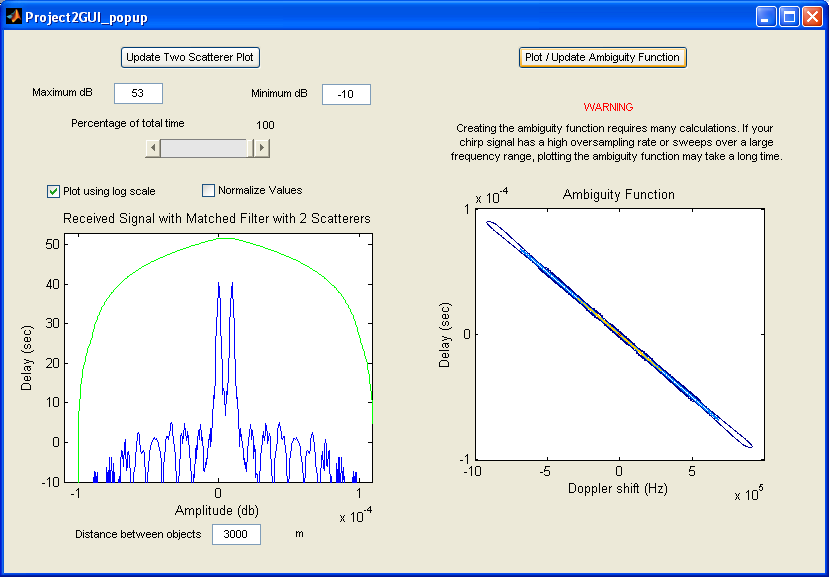 Project2GUI_popup
Update Two Scatterer Plot
Maximum dB
53
Minimum dB
-10
Percentage of total time
100
Plot using log scale
Normalize Values
Received Signal with Matched Filter with 2 Scatterers
50
40
30
20
10
0
-10
Delay (sec)
-1
0
1
Amplitude (db)
x 10^-4
Distance between objects
3000
m
Plot / Update Ambiguity Function
WARNING
Creating the ambiguity function requires many calculations. If your
chirp signal has a high oversampling rate or sweeps over a large
frequency range, plotting the ambiguity function may take a long time.
x 10^-4
Ambiguity Function
1
0
-1
Delay (sec)
-10
-5
0
5
Doppler shift (Hz)
x 10^5